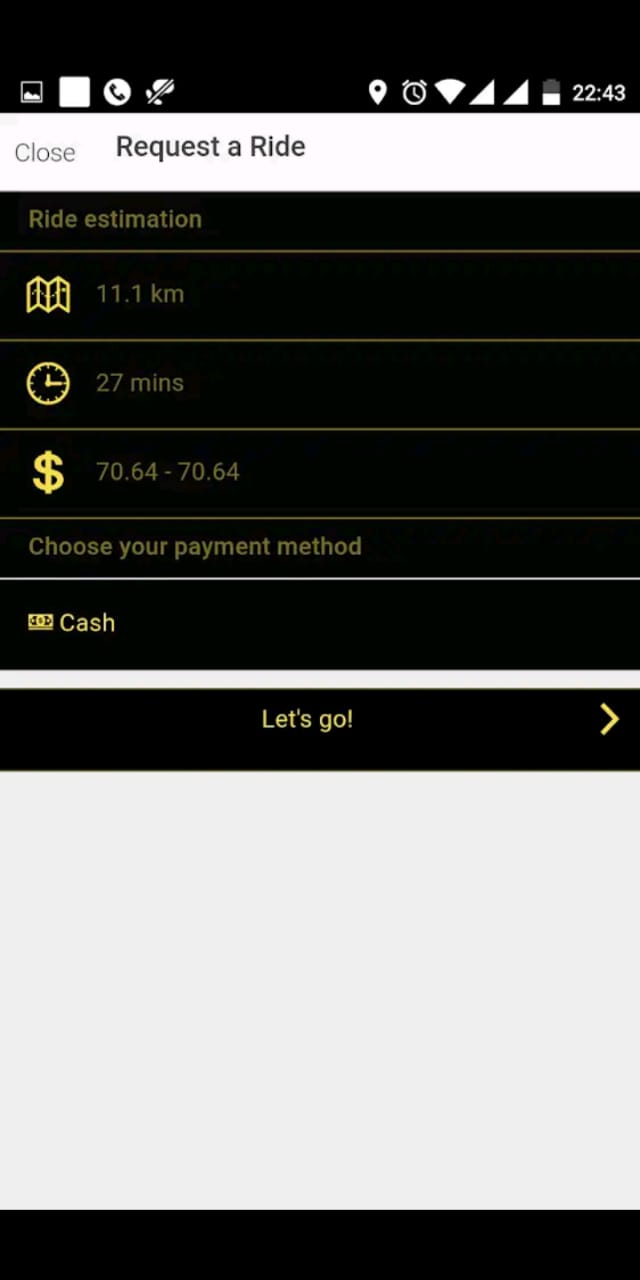 22:43
Close Request a Ride
Ride estimation
11.1 km
27 mins
70.64 - 70.64
Choose your payment method
Cash
Let's go!